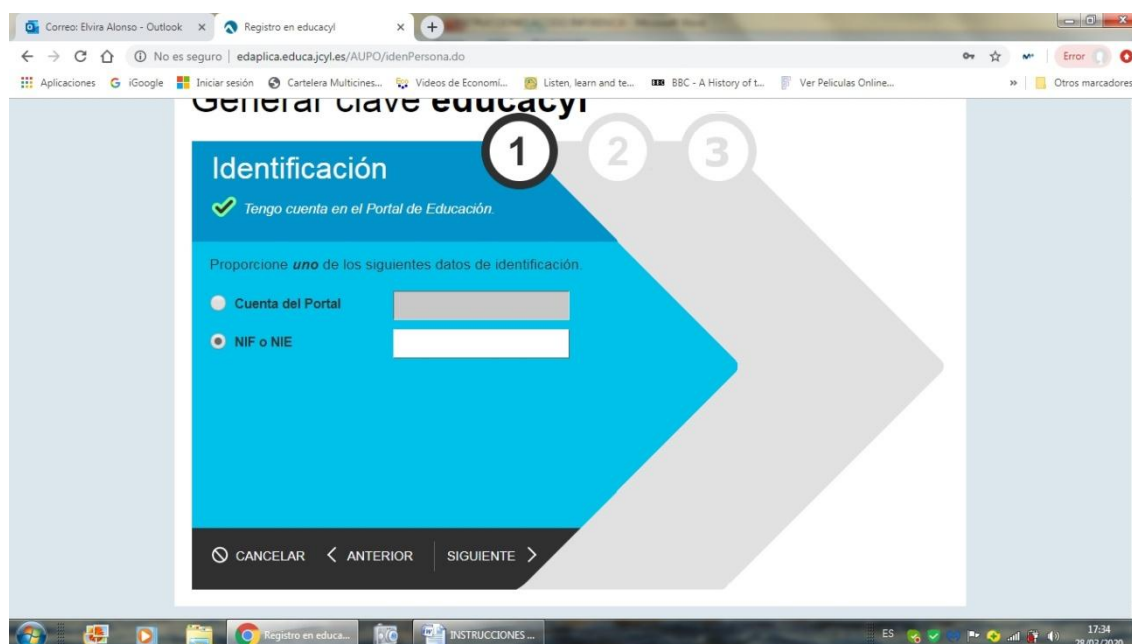 Correo: Elvira Alonso - Outlook
Registro en educacyl
No es seguro | edaplica.educa.jcyl.es/AUPO/idenPersona.do
Error
Aplicaciones iGoogle Iniciar sesión Cartelera Multicines... Videos de Economí... Listen, learn and te... BBC - A History of t... Ver Peliculas Online... » Otros marcadores
Generar clave educacyl
1 2 3
Identificación
Tengo cuenta en el Portal de Educación.
Proporcione uno de los siguientes datos de identificación.
Cuenta del Portal
NIF o NIE
CANCELAR ANTERIOR SIGUIENTE
Registro en educa... INSTRUCCIONES ... ES 17:34
28/03/2020